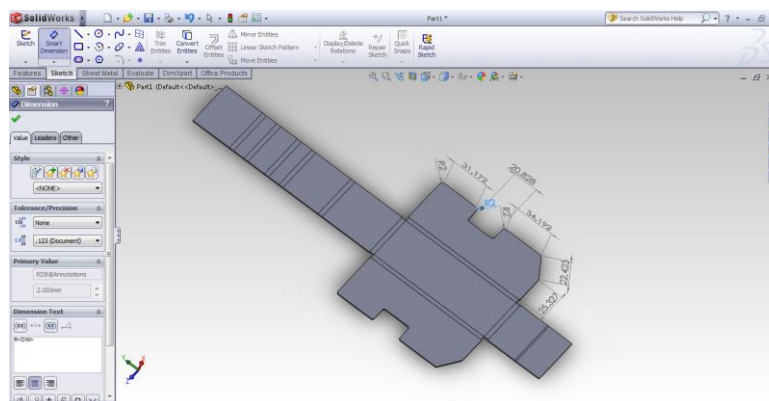 SolidWorks
Part1 *
Search SolidWorks Help
Sketch
Smart Dimension
Trim Entities
Convert Entities
Offset Entities
Mirror Entities
Linear Sketch Pattern
Move Entities
Display/Delete Relations
Repair Sketch
Quick Snaps
Rapid Sketch
Features Sketch Sheet Metal Evaluate DimXpert Office Products
Part1 (Default<<Default>_...
Dimension
?
Value Leaders Other
Style
<NONE>
Tolerance/Precision
None
.123 (Document)
Primary Value
RD8@Annotations
2.000mm
Dimension Text
R<DIM>
R2
31.172
20.828
R2
R2
34.192
22.423
25.327
Y
X
Z